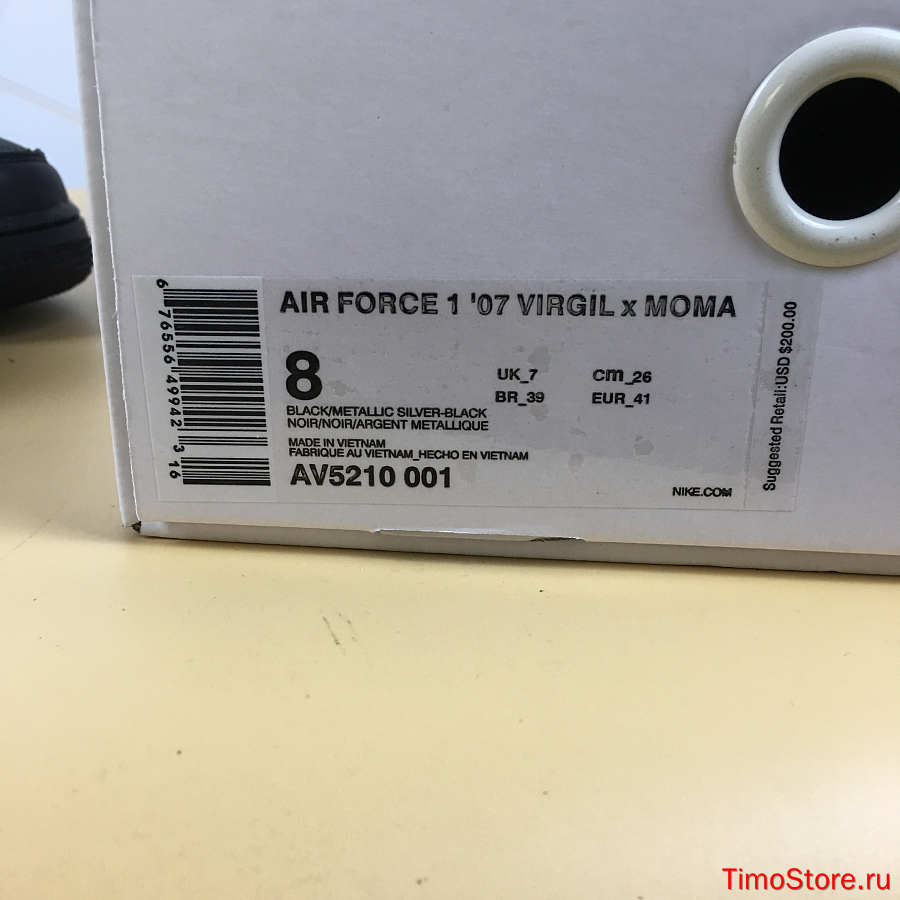 AIR FORCE 1 '07 VIRGIL x MOMA
8
UK_7 cm_26
BR_39 EUR_41
BLACK/METALLIC SILVER-BLACK
NOIR/NOIR/ARGENT METALLIQUE
MADE IN VIETNAM
FABRIQUE AU VIETNAM_HECHO EN VIETNAM
AV5210 001
NIKE.COM
Suggested Retail:USD $200.00
6 76556 49942 3 16
TimoStore.ru